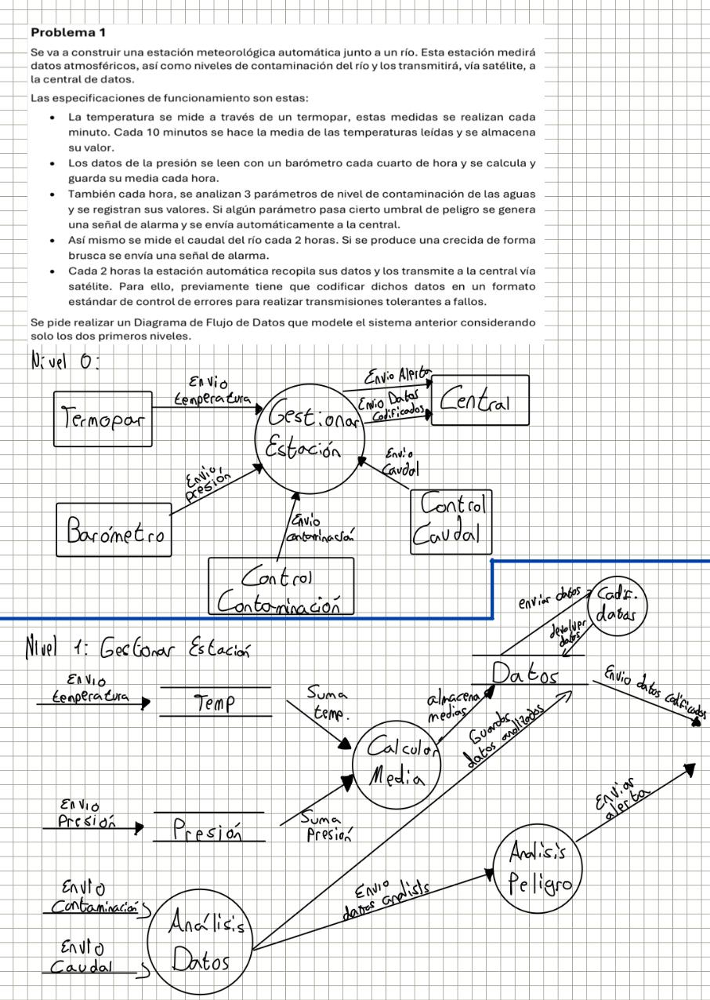 Problema 1
Se va a construir una estación meteorológica automática junto a un río. Esta estación medirá
datos atmosféricos, así como niveles de contaminación del río y los transmitirá, vía satélite, a
la central de datos.
Las especificaciones de funcionamiento son estas:
• La temperatura se mide a través de un termopar, estas medidas se realizan cada
minuto. Cada 10 minutos se hace la media de las temperaturas leídas y se almacena
su valor.
• Los datos de la presión se leen con un barómetro cada cuarto de hora y se calcula y
guarda su media cada hora.
• También cada hora, se analizan 3 parámetros de nivel de contaminación de las aguas
y se registran sus valores. Si algún parámetro pasa cierto umbral de peligro se genera
una señal de alarma y se envía automáticamente a la central.
• Así mismo se mide el caudal del río cada 2 horas. Si se produce una crecida de forma
brusca se envía una señal de alarma.
• Cada 2 horas la estación automática recopila sus datos y los transmite a la central vía
satélite. Para ello, previamente tiene que codificar dichos datos en un formato
estándar de control de errores para realizar transmisiones tolerantes a fallos.
Se pide realizar un Diagrama de Flujo de Datos que modele el sistema anterior considerando
solo los dos primeros niveles.
Nivel 0:
Termopar
Envio
temperatura
Gestionar
Estación
Envio Alerta
Envio Datos
Codificados
Central
Envio
presión
Barómetro
Envio
contaminación
Control
Contaminación
Envio
Caudal
Control
Caudal
Nivel 1: Gestionar Estación
enviar datos
Codif.
datos
devolver
datos
Datos
Envio datos codificados
Envio
temperatura
Temp
Suma
temp.
almacena
medias
Guardos
datos analizados
Calcular
Media
Envio
Presión
Presión
Suma
Presión
Enviar
alerta
Analisis
Peligro
Envio
datos analisis
Envio
Contaminación
Análisis
Datos
Envio
Caudal